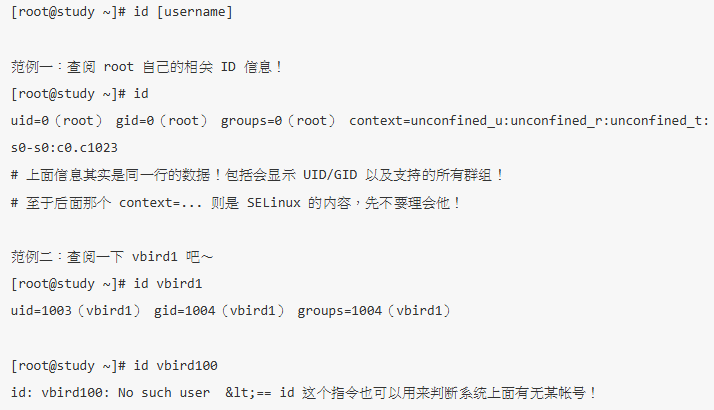 [root@study ~]# id [username]
范例一：查阅 root 自己的相关 ID 信息！
[root@study ~]# id
uid=0（root） gid=0（root） groups=0（root） context=unconfined_u:unconfined_r:unconfined_t:
s0-s0:c0.c1023
# 上面信息其实是同一行的数据！包括会显示 UID/GID 以及支持的所有群组！
# 至于后面那个 context=... 则是 SELinux 的内容，先不要理会他！
范例二：查阅一下 vbird1 吧～
[root@study ~]# id vbird1
uid=1003（vbird1） gid=1004（vbird1） groups=1004（vbird1）
[root@study ~]# id vbird100
id: vbird100: No such user  &lt;== id 这个指令也可以用来判断系统上面有无某帐号！